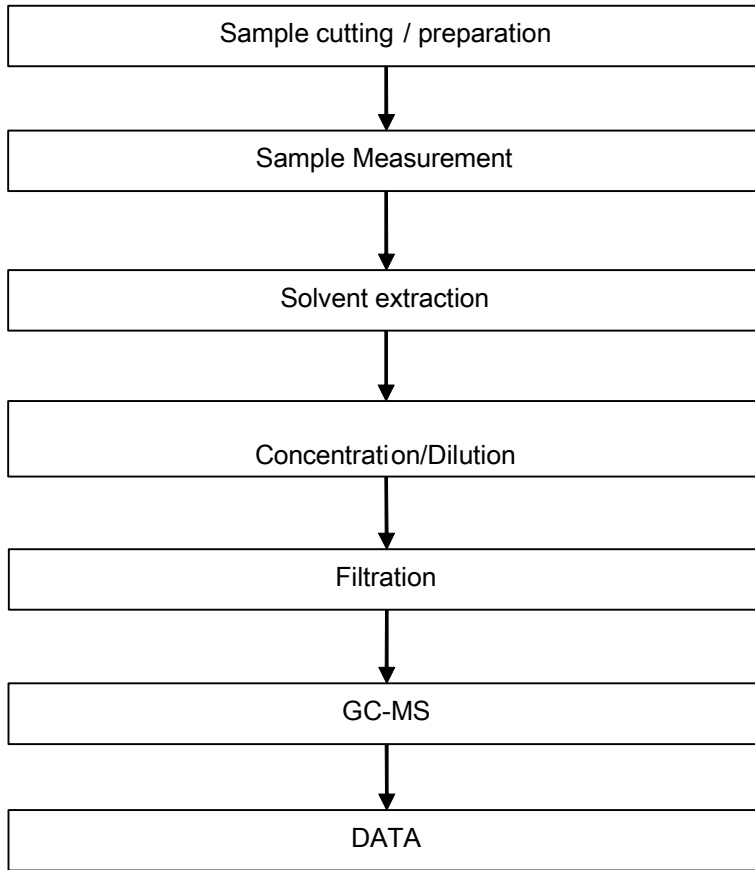 Sample cutting / preparation
Sample Measurement
Solvent extraction
Concentration/Dilution
Filtration
GC-MS
DATA